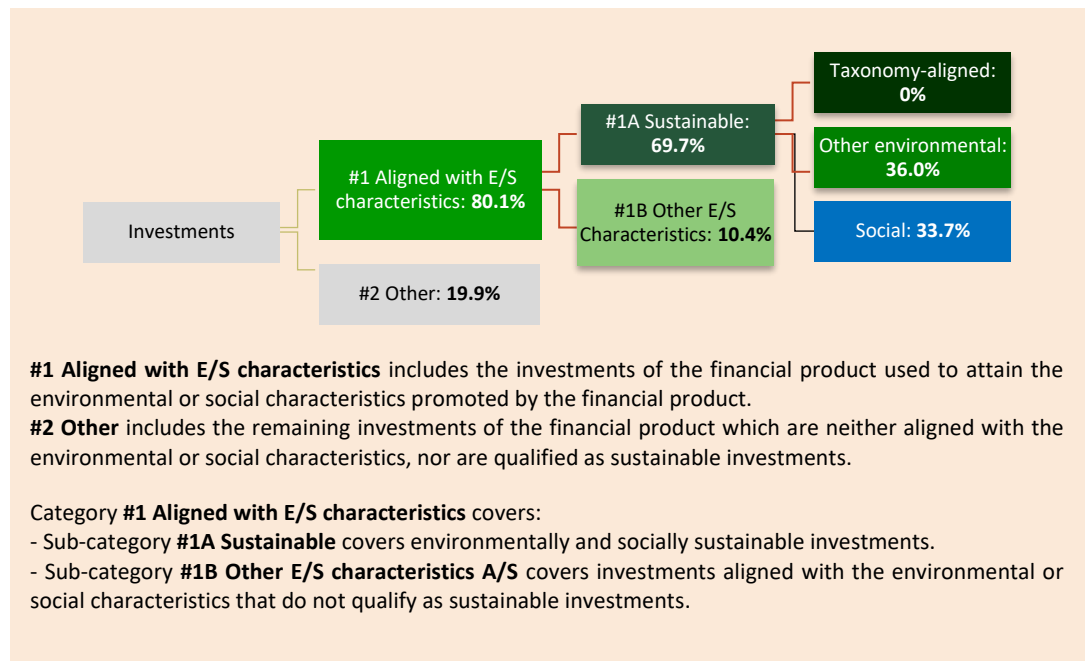 Investments
#1 Aligned with E/S
characteristics: 80.1%
#2 Other: 19.9%
#1A Sustainable:
69.7%
#1B Other E/S
Characteristics: 10.4%
Taxonomy-aligned:
0%
Other environmental:
36.0%
Social: 33.7%
#1 Aligned with E/S characteristics includes the investments of the financial product used to attain the
environmental or social characteristics promoted by the financial product.
#2 Other includes the remaining investments of the financial product which are neither aligned with the
environmental or social characteristics, nor are qualified as sustainable investments.
Category #1 Aligned with E/S characteristics covers:
- Sub-category #1A Sustainable covers environmentally and socially sustainable investments.
- Sub-category #1B Other E/S characteristics A/S covers investments aligned with the environmental or
social characteristics that do not qualify as sustainable investments.